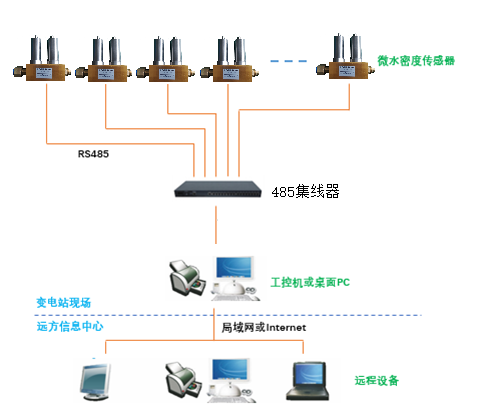 微水密度传感器
RS485
485集线器
工控机或桌面PC
变电站现场
远方信息中心
局域网或Internet
远程设备